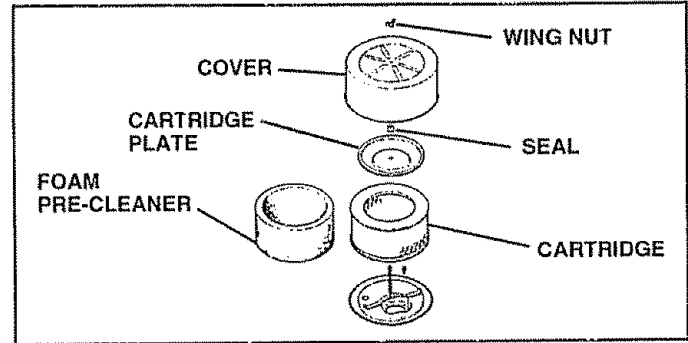 WING NUT
COVER
CARTRIDGE
PLATE
SEAL
FOAM
PRE-CLEANER
CARTRIDGE